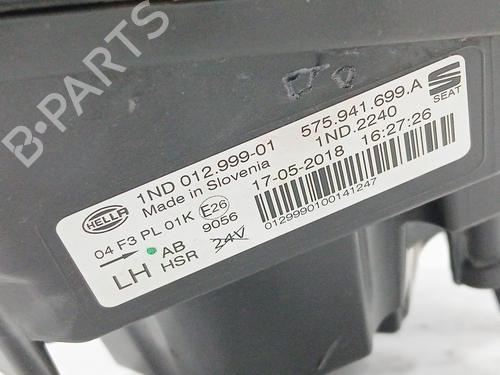 B-PARTS
1ND 012.999-01 575.941.699.A
Made in Slovenia 1ND.2240
17-05-2018 16:27:26
HELLA
04 F3 PL 01K E26
9056
0129990100141247
LH AB
HSR 24V
SEAT